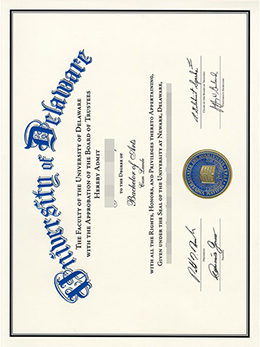 University of Delaware
THE FACULTY OF THE UNIVERSITY OF DELAWARE
WITH THE APPROBATION OF THE BOARD OF TRUSTEES
HEREBY ADMIT
TO THE DEGREE OF
Bachelor of Arts
Cum Laude
WITH ALL THE RIGHTS, HONORS, AND PRIVILEGES THERETO APPERTAINING.
GIVEN UNDER THE SEAL OF THE UNIVERSITY AT NEWARK, DELAWARE,